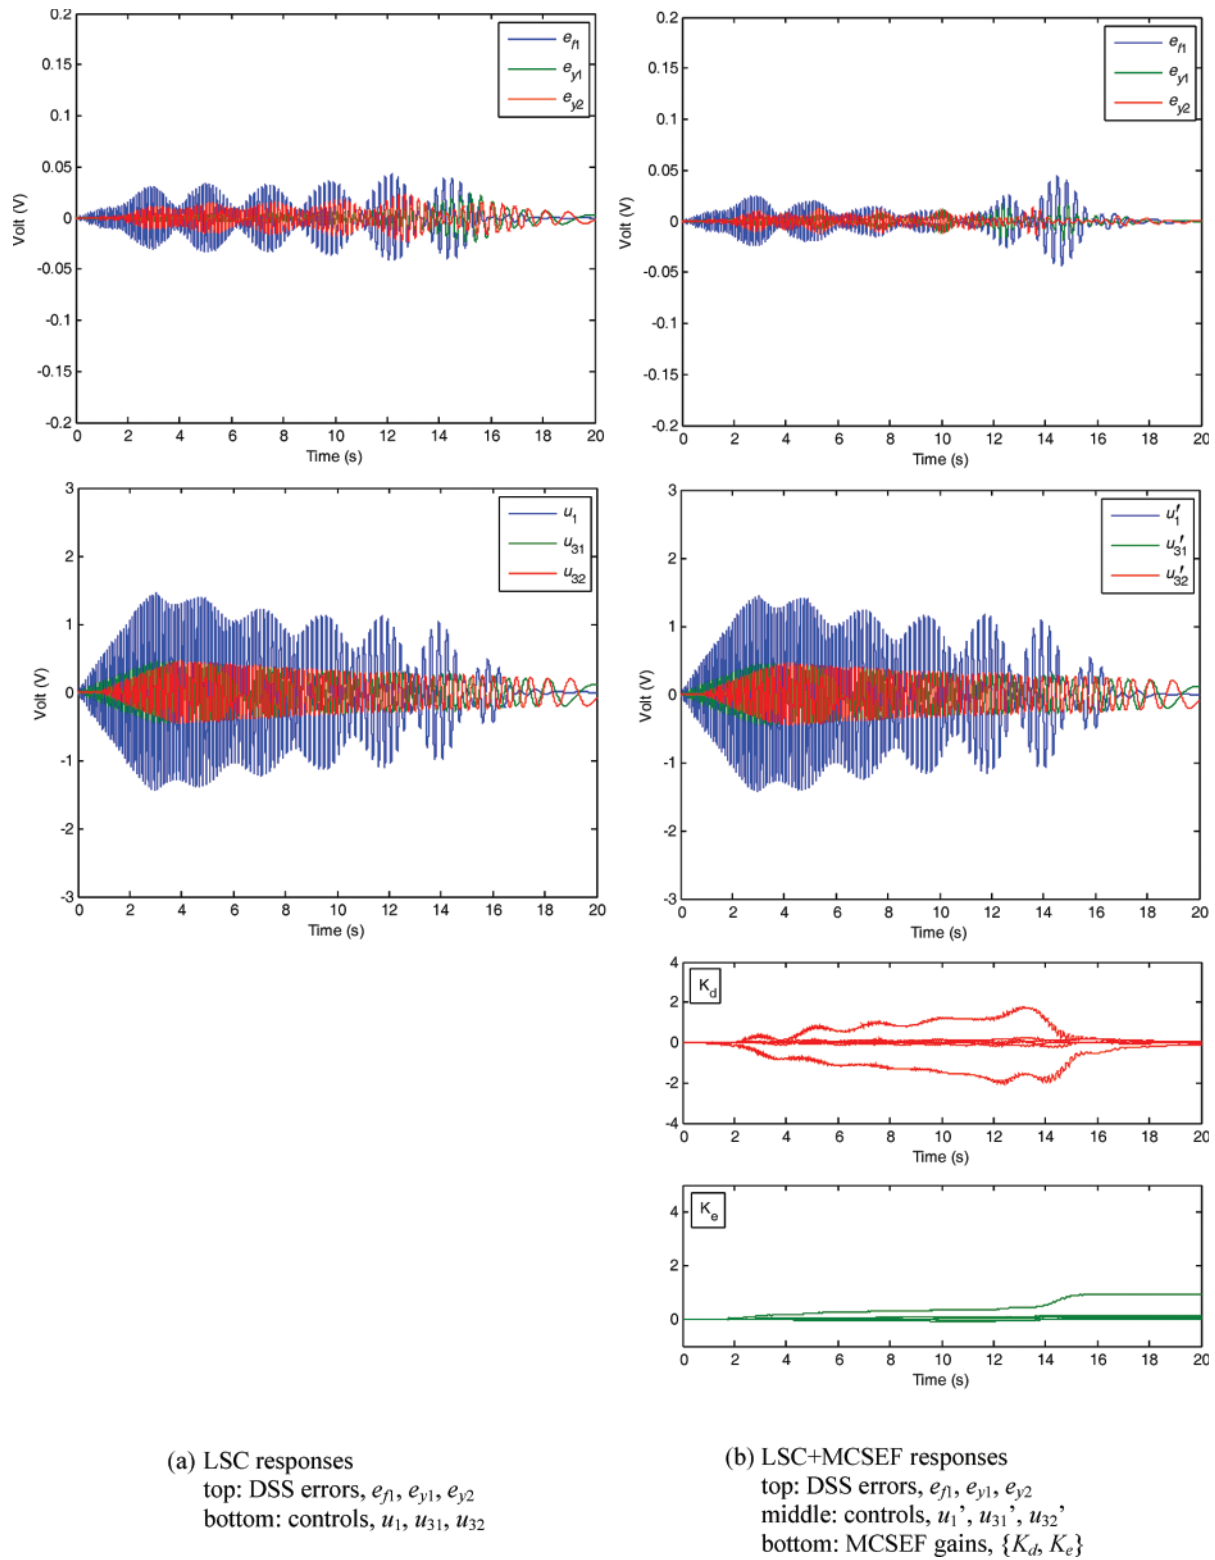 0.2
0.15
0.1
0.05
0
-0.05
-0.1
-0.15
-0.2
Volt (V)
0 2 4 6 8 10 12 14 16 18 20
Time (s)
e_f1
e_y1
e_y2
0.2
0.15
0.1
0.05
0
-0.05
-0.1
-0.15
-0.2
Volt (V)
0 2 4 6 8 10 12 14 16 18 20
Time (s)
e_f1
e_y1
e_y2
3
2
1
0
-1
-2
-3
Volt (V)
0 2 4 6 8 10 12 14 16 18 20
Time (s)
u_1
u_31
u_32
3
2
1
0
-1
-2
-3
Volt (V)
0 2 4 6 8 10 12 14 16 18 20
Time (s)
u′_1
u′_31
u′_32
4
2
0
-2
-4
K_d
0 2 4 6 8 10 12 14 16 18 20
Time (s)
4
2
0
K_e
0 2 4 6 8 10 12 14 16 18 20
Time (s)
(a) LSC responses
top: DSS errors, e_f1, e_y1, e_y2
bottom: controls, u_1, u_31, u_32
(b) LSC+MCSEF responses
top: DSS errors, e_f1, e_y1, e_y2
middle: controls, u_1’, u_31’, u_32’
bottom: MCSEF gains, {K_d, K_e}